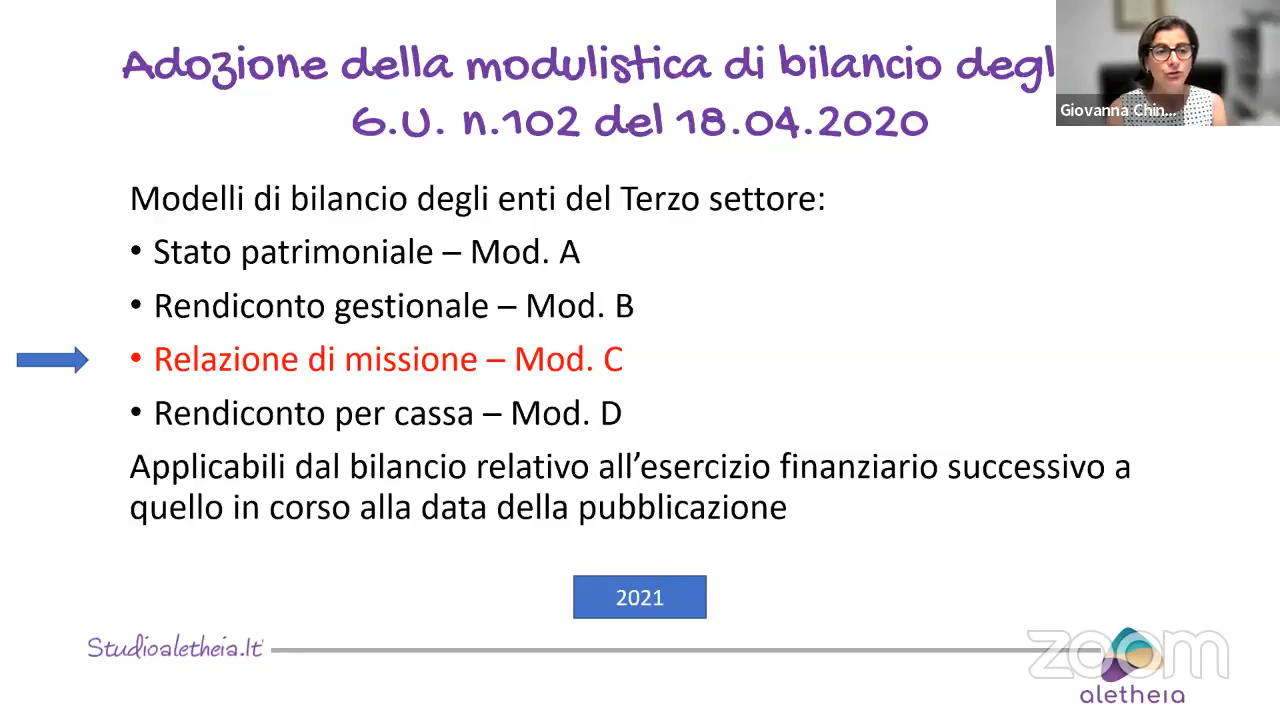 Adozione della modulistica di bilancio degl
G.U. n.102 del 18.04.2020
Giovanna Chin...
Modelli di bilancio degli enti del Terzo settore:
• Stato patrimoniale – Mod. A
• Rendiconto gestionale – Mod. B
• Relazione di missione – Mod. C
• Rendiconto per cassa – Mod. D
Applicabili dal bilancio relativo all’esercizio finanziario successivo a
quello in corso alla data della pubblicazione
2021
Studioaletheia.It
zoom
aletheia